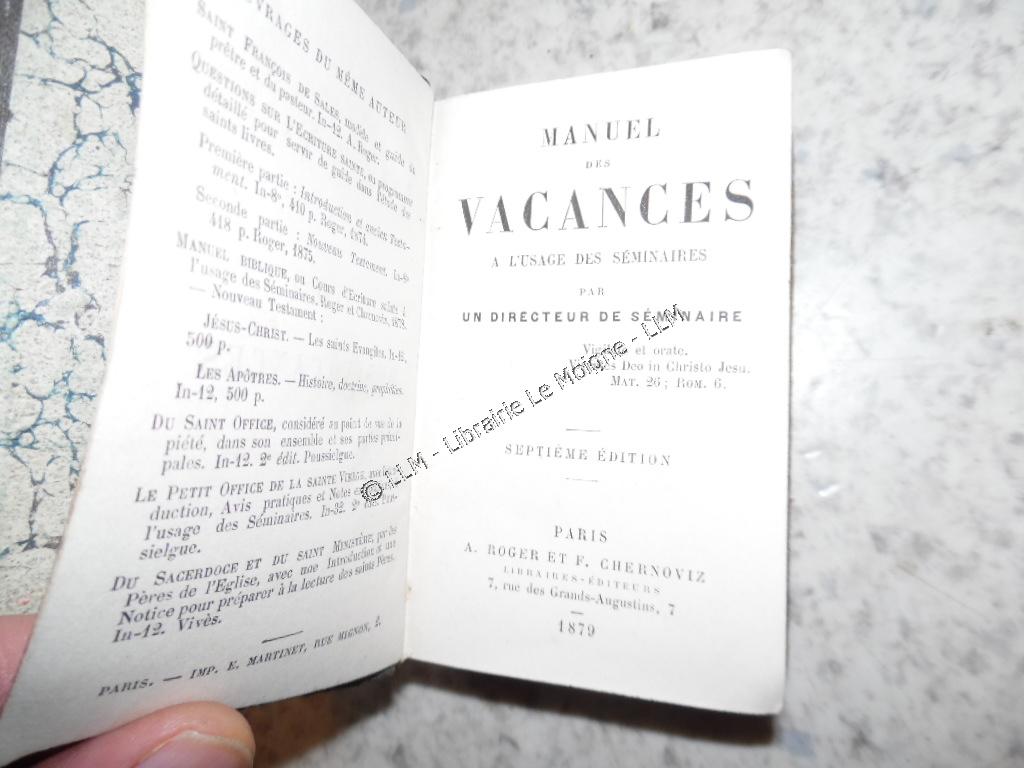 OUVRAGES DU MÊME AUTEUR
SAINT FRANÇOIS DE SALES, modèle et guide du
prêtre et du pasteur. In-12. A. Roger.
QUESTIONS SUR L'ECRITURE SAINTE, ou programme
détaillé pour servir de guide dans l'étude des
saints livres.
Première partie : Introduction et ancien Testa-
ment. In-8º, 410 p. Roger, 1874.
Seconde partie : Nouveau Testament. In-8º
418 p. Roger, 1875.
MANUEL BIBLIQUE, ou Cours d'Ecriture sainte à
l'usage des Séminaires. Roger et Chernoviz, 1878.
— Nouveau Testament :
JÉSUS-CHRIST. — Les saints Evangiles. In-12,
500 p.
LES APÔTRES. — Histoire, doctrine, prophéties.
In-12, 500 p.
DU SAINT OFFICE, considéré au point de vue de la
piété, dans son ensemble et ses parties princi-
pales. In-12. 2e édit. Poussielgue.
LE PETIT OFFICE DE LA SAINTE VIERGE,
duction, Avis pratiques et Notes
l'usage des Séminaires. In-32. 2e
sielgue.
DU SACERDOCE ET DU SAINT MINISTÈRE, par les
Pères de l'Eglise, avec une Introduction et une
Notice pour préparer à la lecture des saints Pères.
In-12. Vivès.
PARIS. — IMP. E. MARTINET, RUE MIGNON, 2.
MANUEL
DES
VACANCES
A L'USAGE DES SÉMINAIRES
PAR
UN DIRECTEUR DE SÉMINAIRE
et orate.
Deo in Christo Jesu.
MAT. 26; ROM. 6.
SEPTIÈME ÉDITION
PARIS
A. ROGER ET F. CHERNOVIZ
LIBRAIRES-ÉDITEURS
7, rue des Grands-Augustins, 7
1879
© LLM - Librairie Le Moigne - LLM